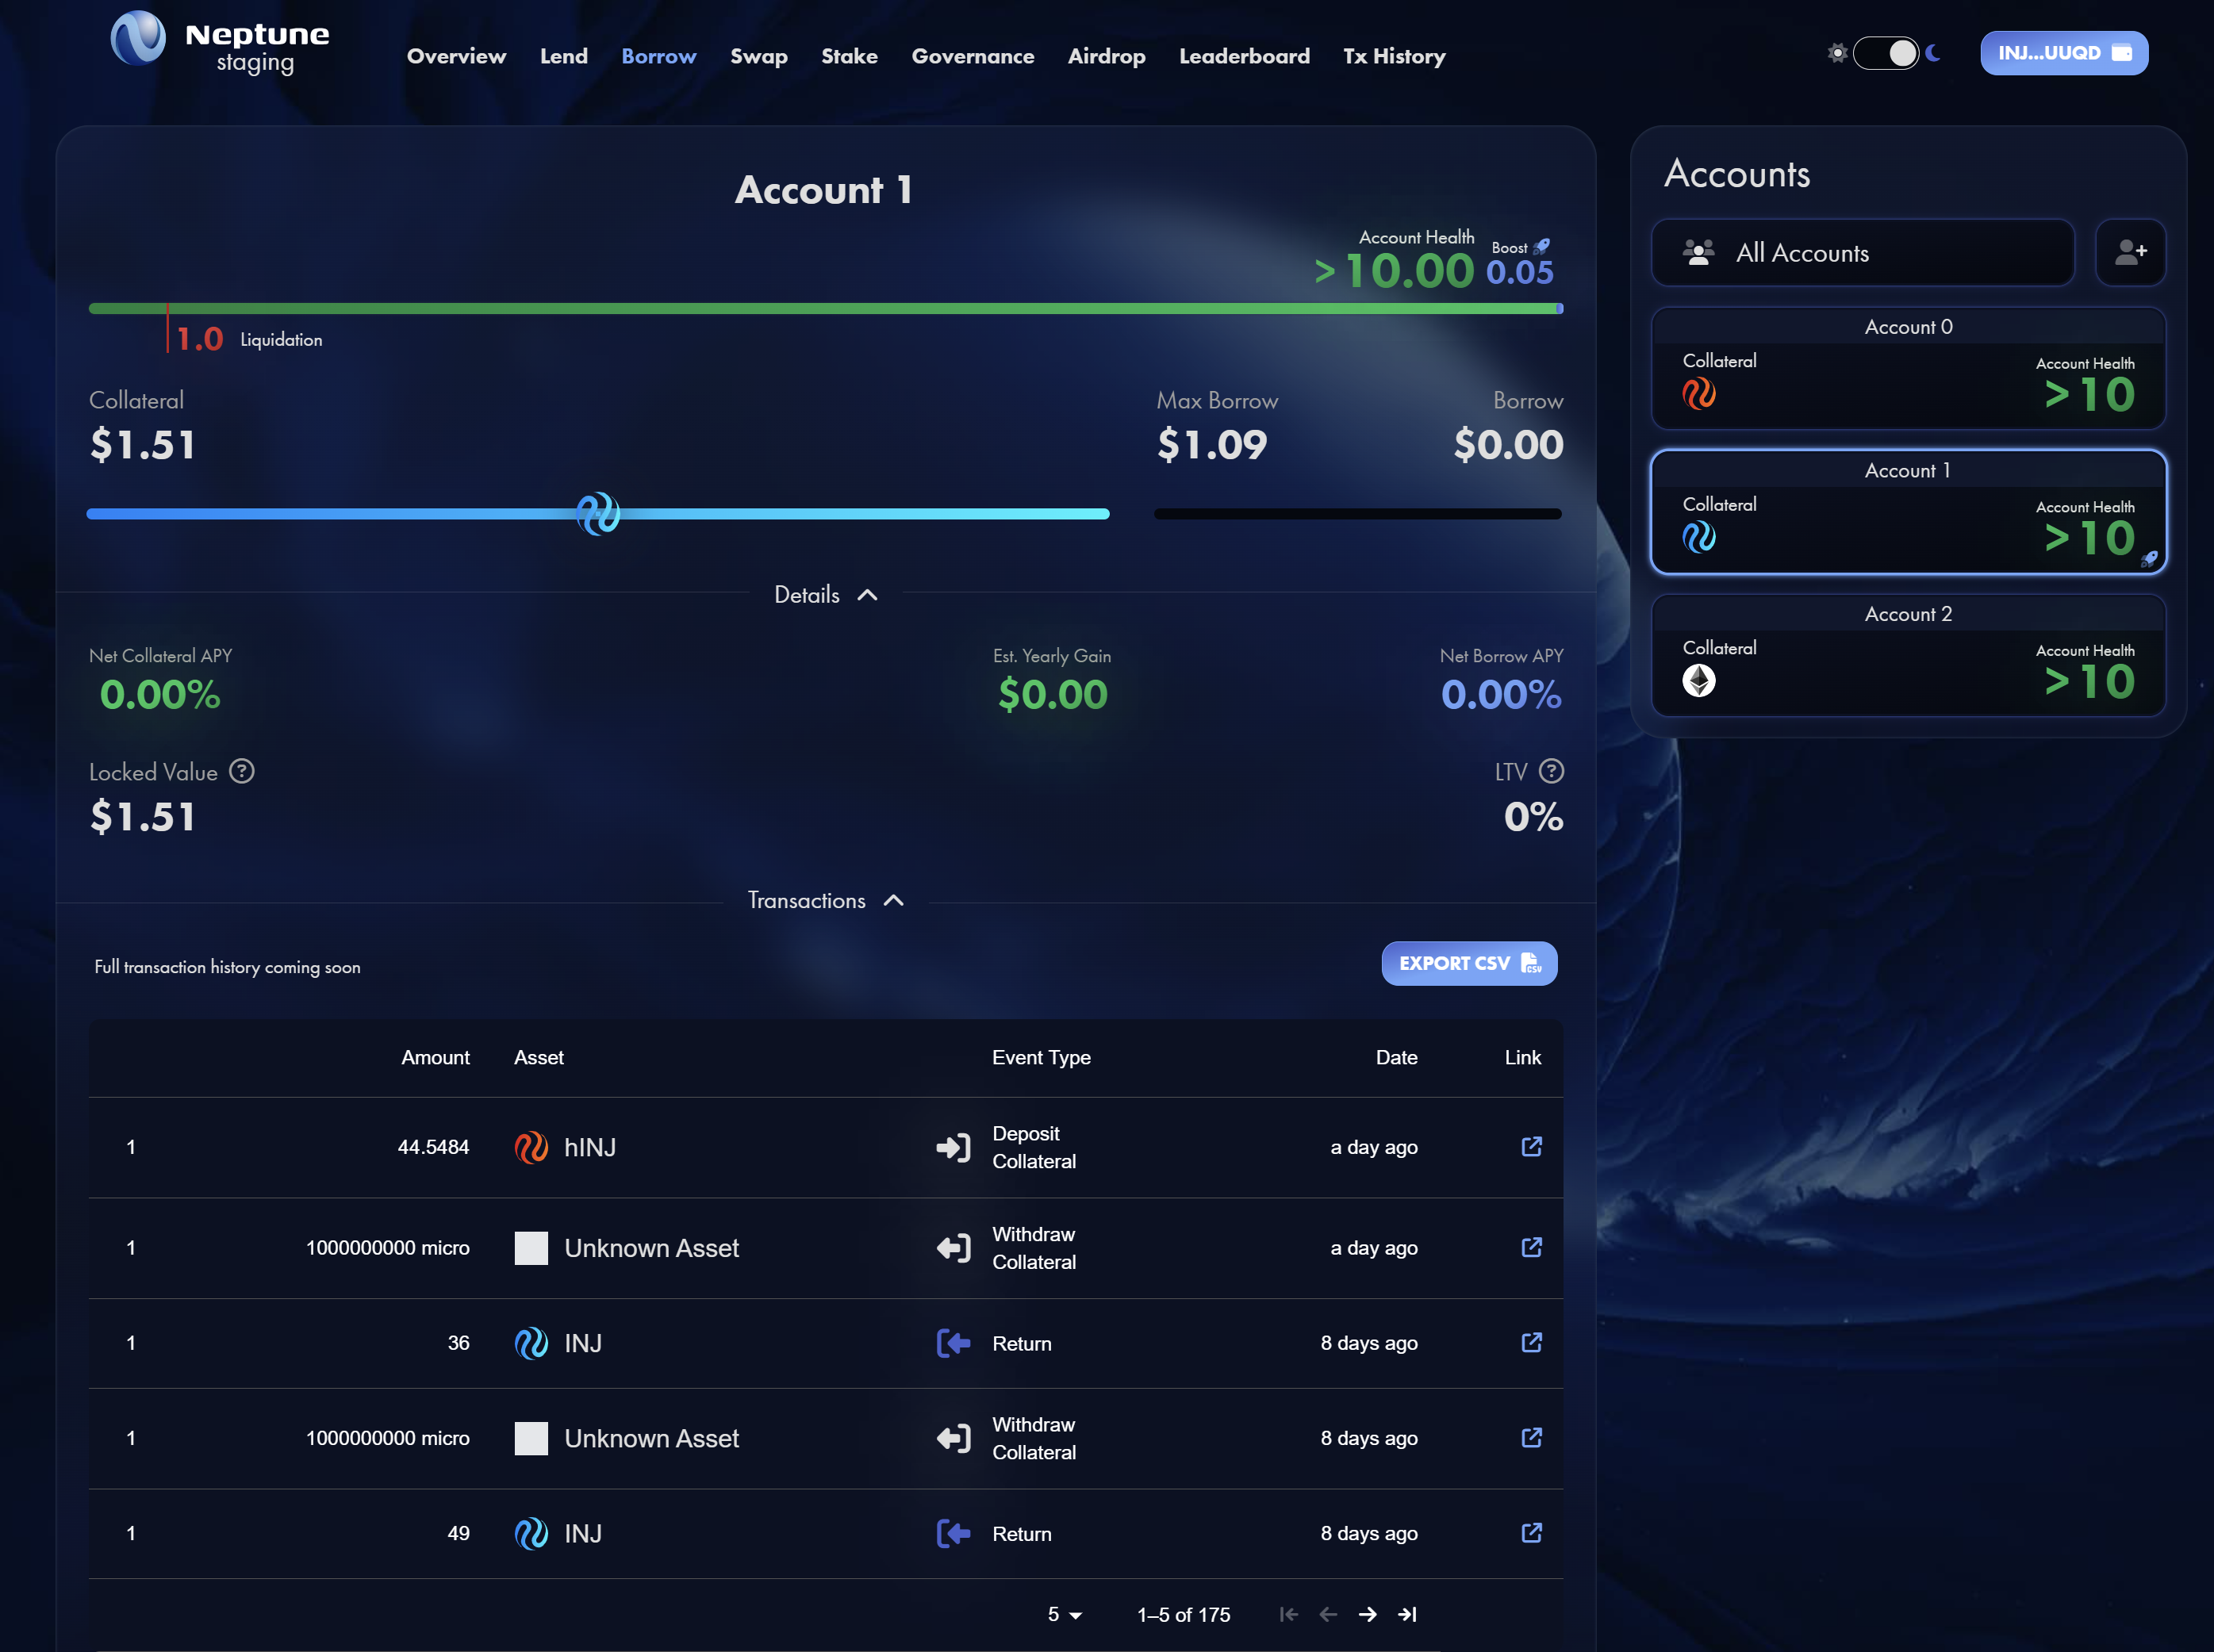 Neptune
staging
Overview
Lend
Borrow
Swap
Stake
Governance
Airdrop
Leaderboard
Tx History
INJ...UUQD
Account 1
Account Health
>10.00
Boost
0.05
1.0 Liquidation
Collateral
$1.51
Max Borrow
$1.09
Borrow
$0.00
Details
Net Collateral APY
0.00%
Est. Yearly Gain
$0.00
Net Borrow APY
0.00%
Locked Value ?
$1.51
LTV ?
0%
Transactions
Full transaction history coming soon
EXPORT CSV CSV
Amount Asset Event Type Date Link
1 44.5484 hINJ Deposit
Collateral a day ago
1 1000000000 micro Unknown Asset Withdraw
Collateral a day ago
1 36 INJ Return 8 days ago
1 1000000000 micro Unknown Asset Withdraw
Collateral 8 days ago
1 49 INJ Return 8 days ago
5 1–5 of 175
Accounts
All Accounts
Account 0
Collateral
Account Health
>10
Account 1
Collateral
Account Health
>10
Account 2
Collateral
Account Health
>10